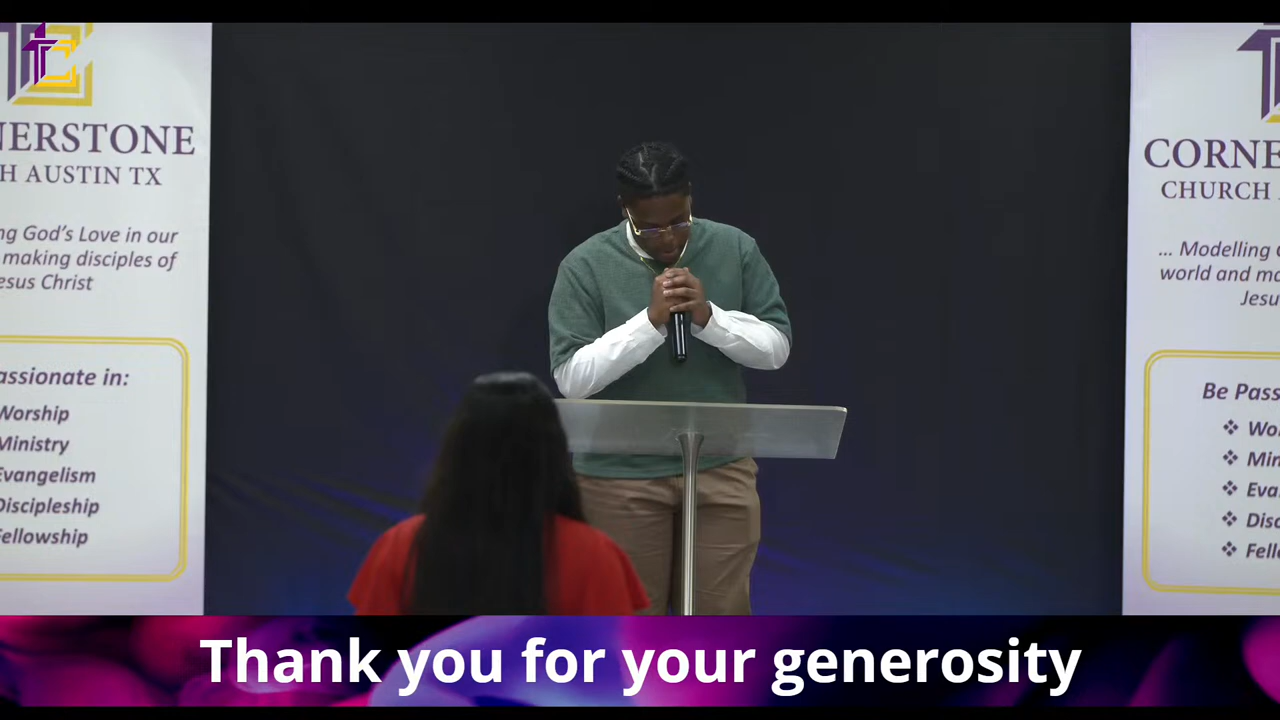 NERSTONE
H AUSTIN TX
ng God's Love in our
making disciples of
esus Christ
assionate in:
Worship
Ministry
Evangelism
Discipleship
Fellowship
CORNE
CHURCH
... Modelling
world and ma
Jesu
Be Pass
Wo
Min
Eva
Disc
Fell
Thank you for your generosity